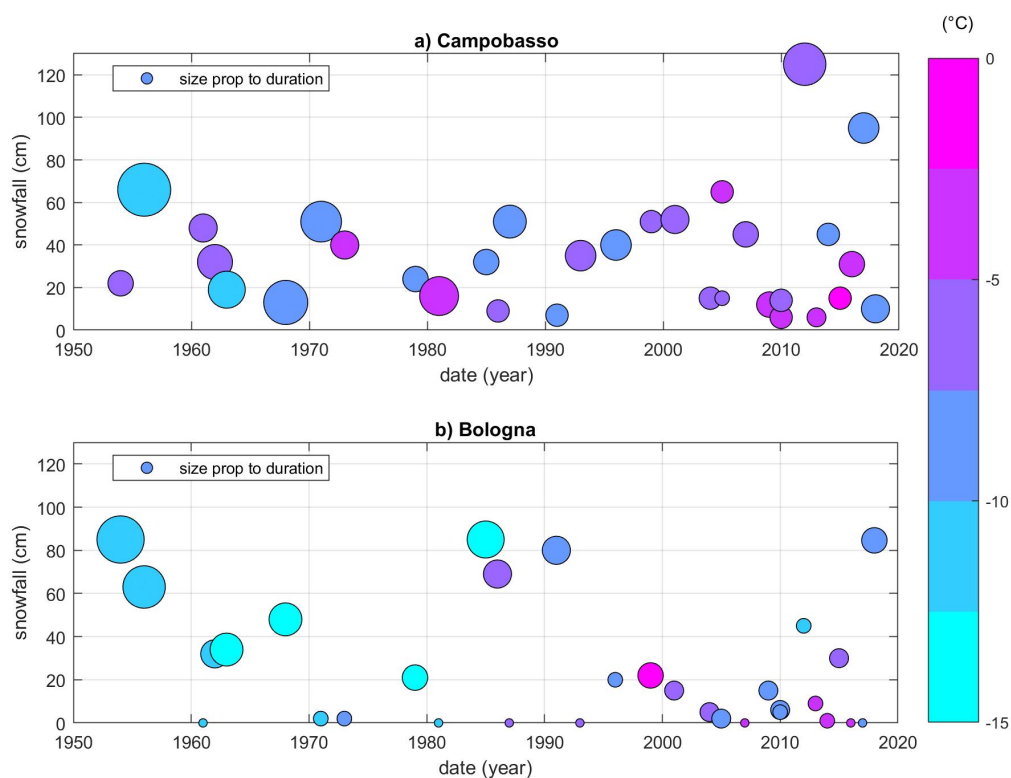 (°C)
a) Campobasso
size prop to duration
snowfall (cm)
120
100
80
60
40
20
0
1950 1960 1970 1980 1990 2000 2010 2020
date (year)
b) Bologna
size prop to duration
snowfall (cm)
120
100
80
60
40
20
0
1950 1960 1970 1980 1990 2000 2010 2020
date (year)
0
-5
-10
-15